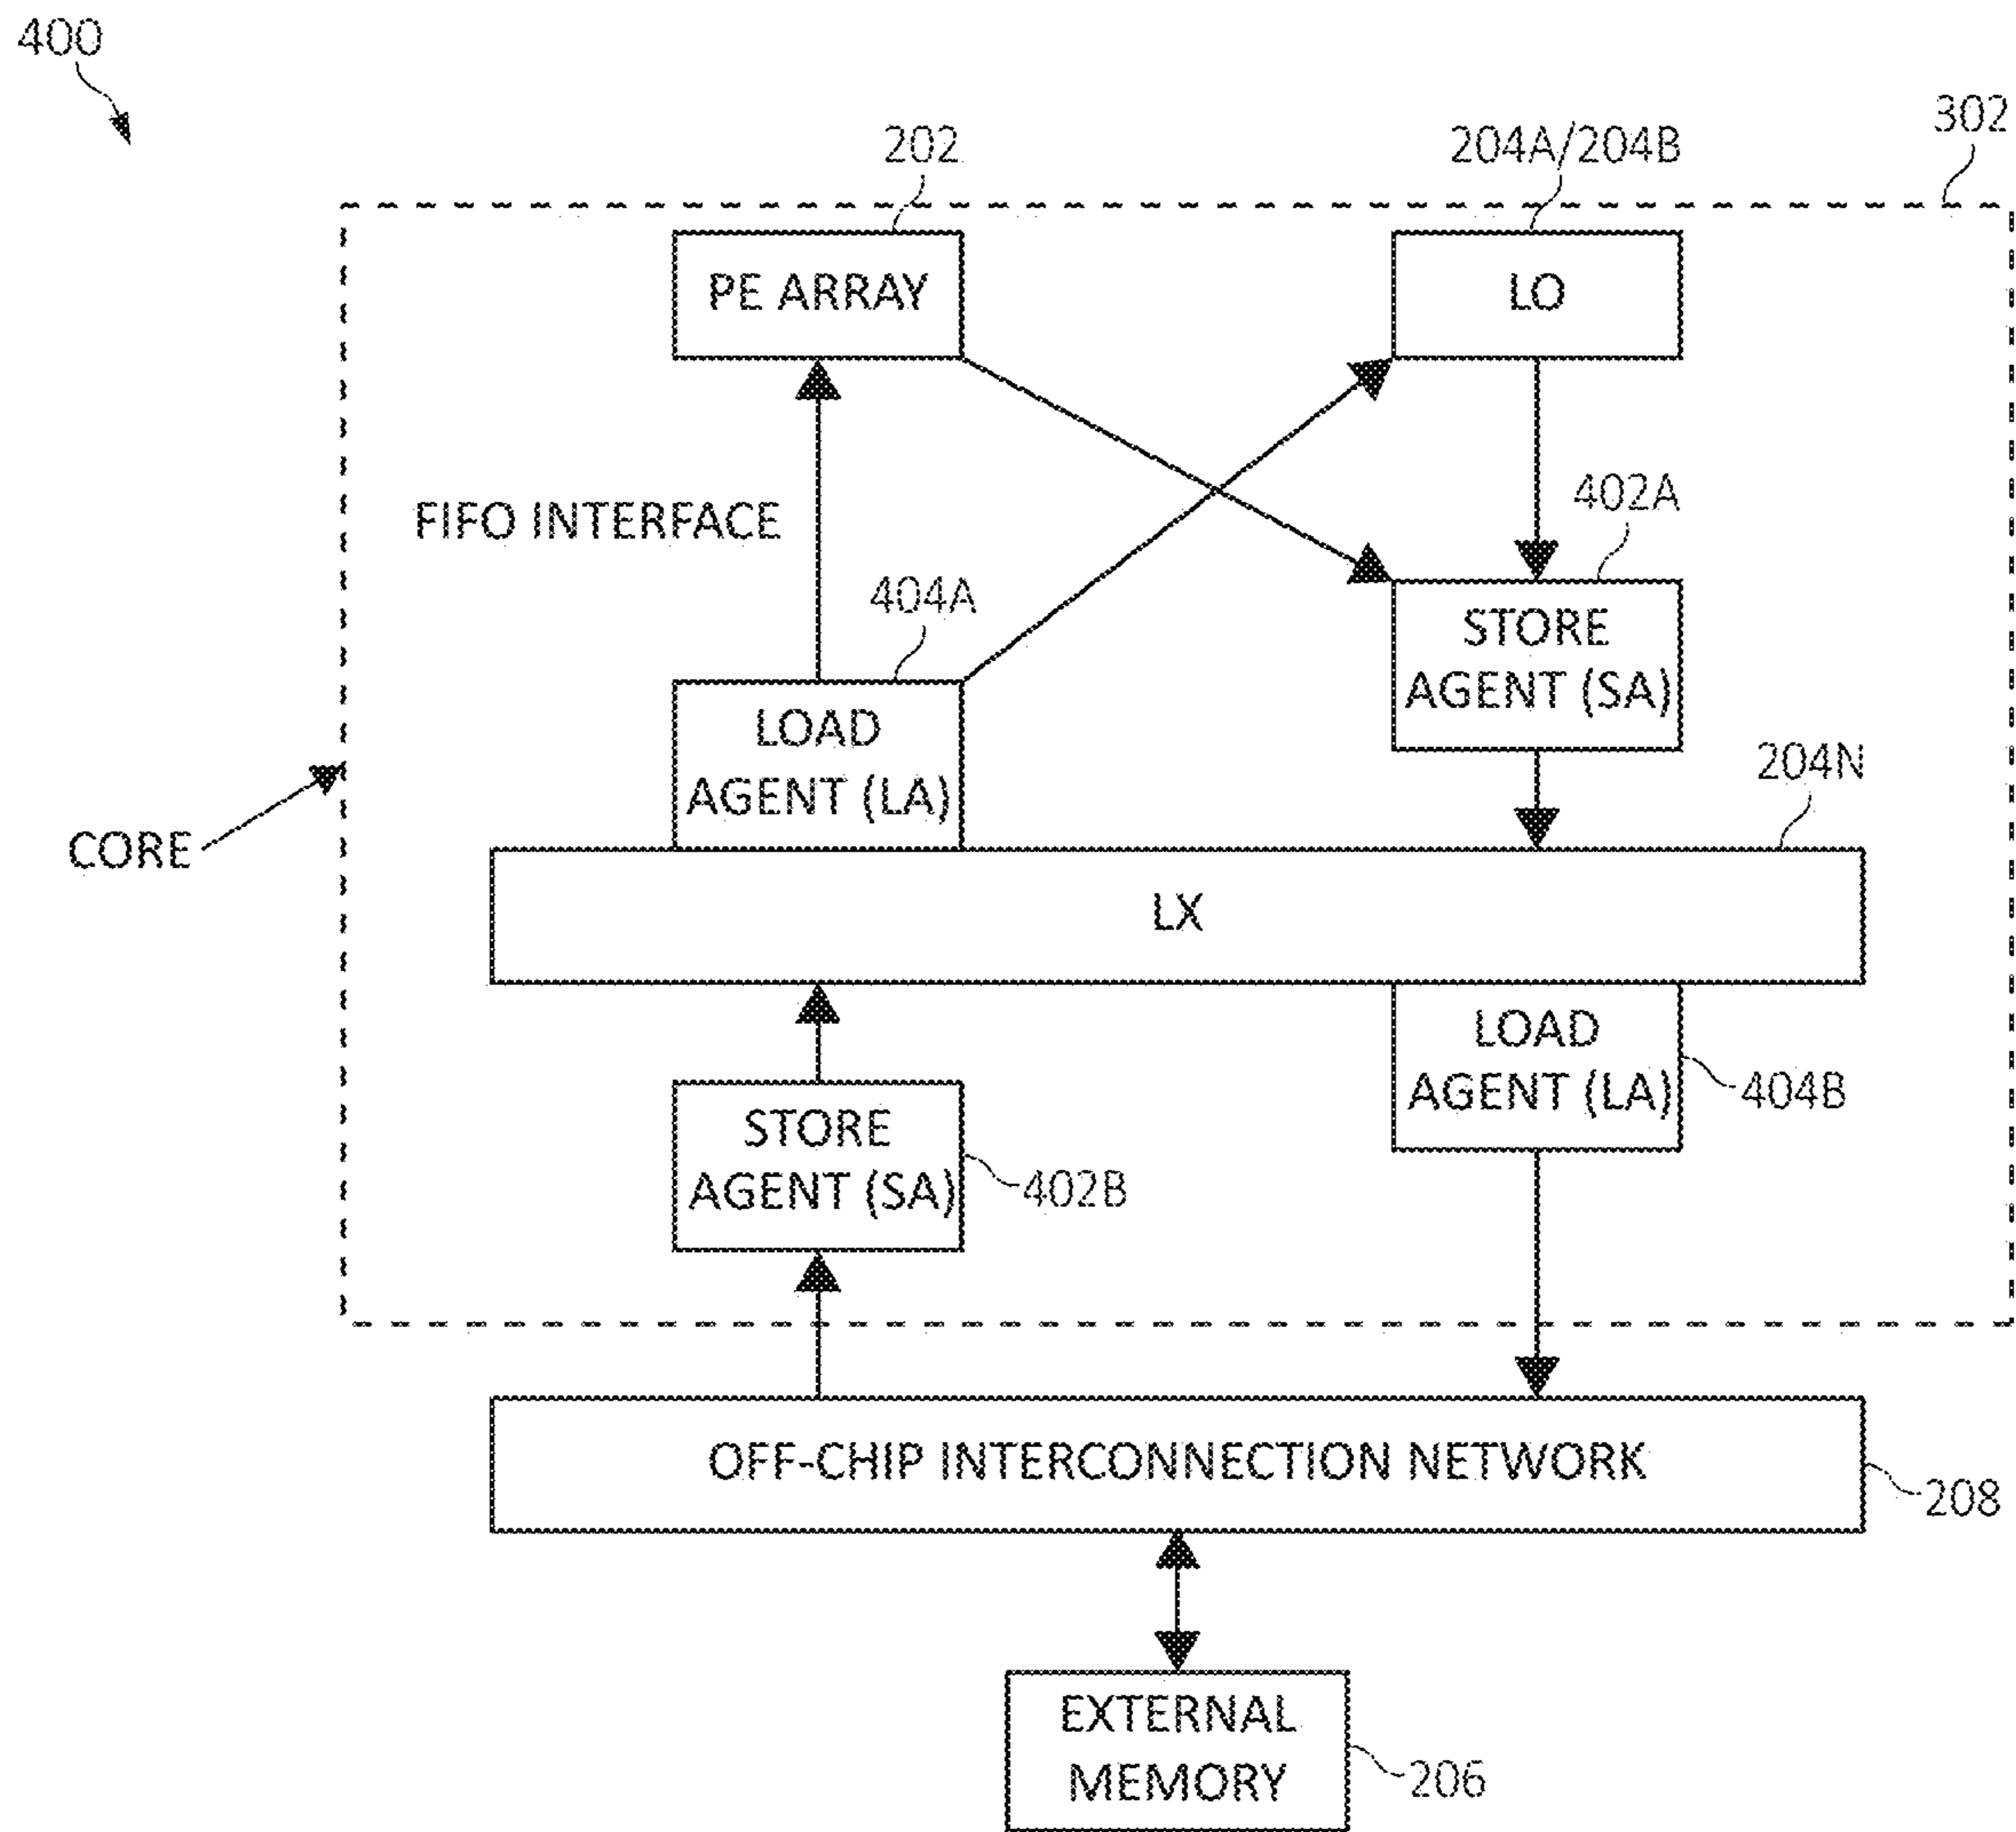 400
302
202
204A/204B
PE ARRAY
LO
402A
FIFO INTERFACE
404A
STORE
AGENT (SA)
LOAD
AGENT (LA)
204N
CORE
LX
LOAD
AGENT (LA)
404B
STORE
AGENT (SA)
402B
OFF-CHIP INTERCONNECTION NETWORK
208
EXTERNAL
MEMORY
206